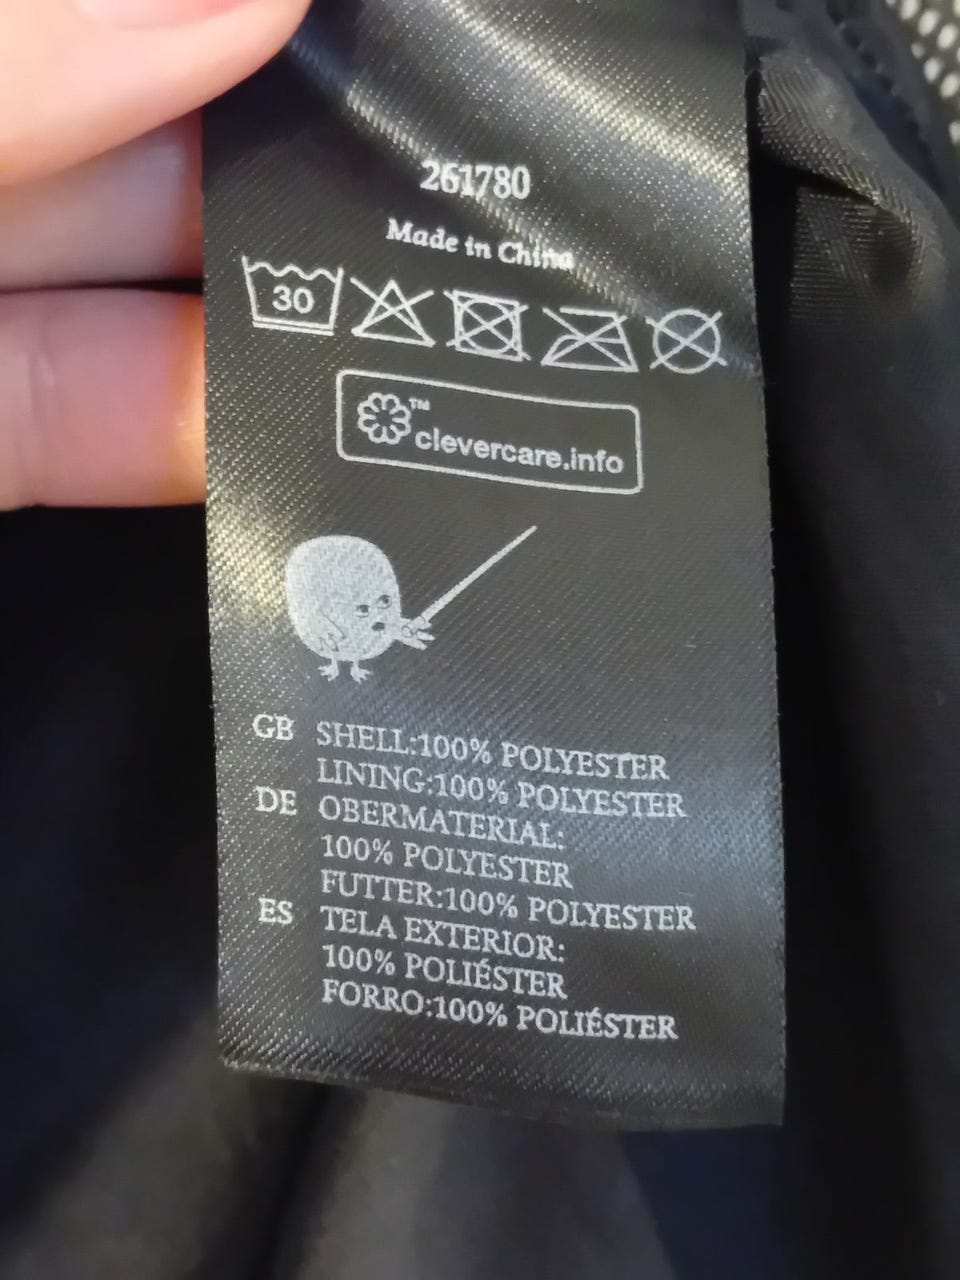 261780
Made in China
30
™
clevercare.info
GB SHELL:100% POLYESTER
LINING:100% POLYESTER
DE OBERMATERIAL:
100% POLYESTER
FUTTER:100% POLYESTER
ES TELA EXTERIOR:
100% POLIÉSTER
FORRO:100% POLIÉSTER